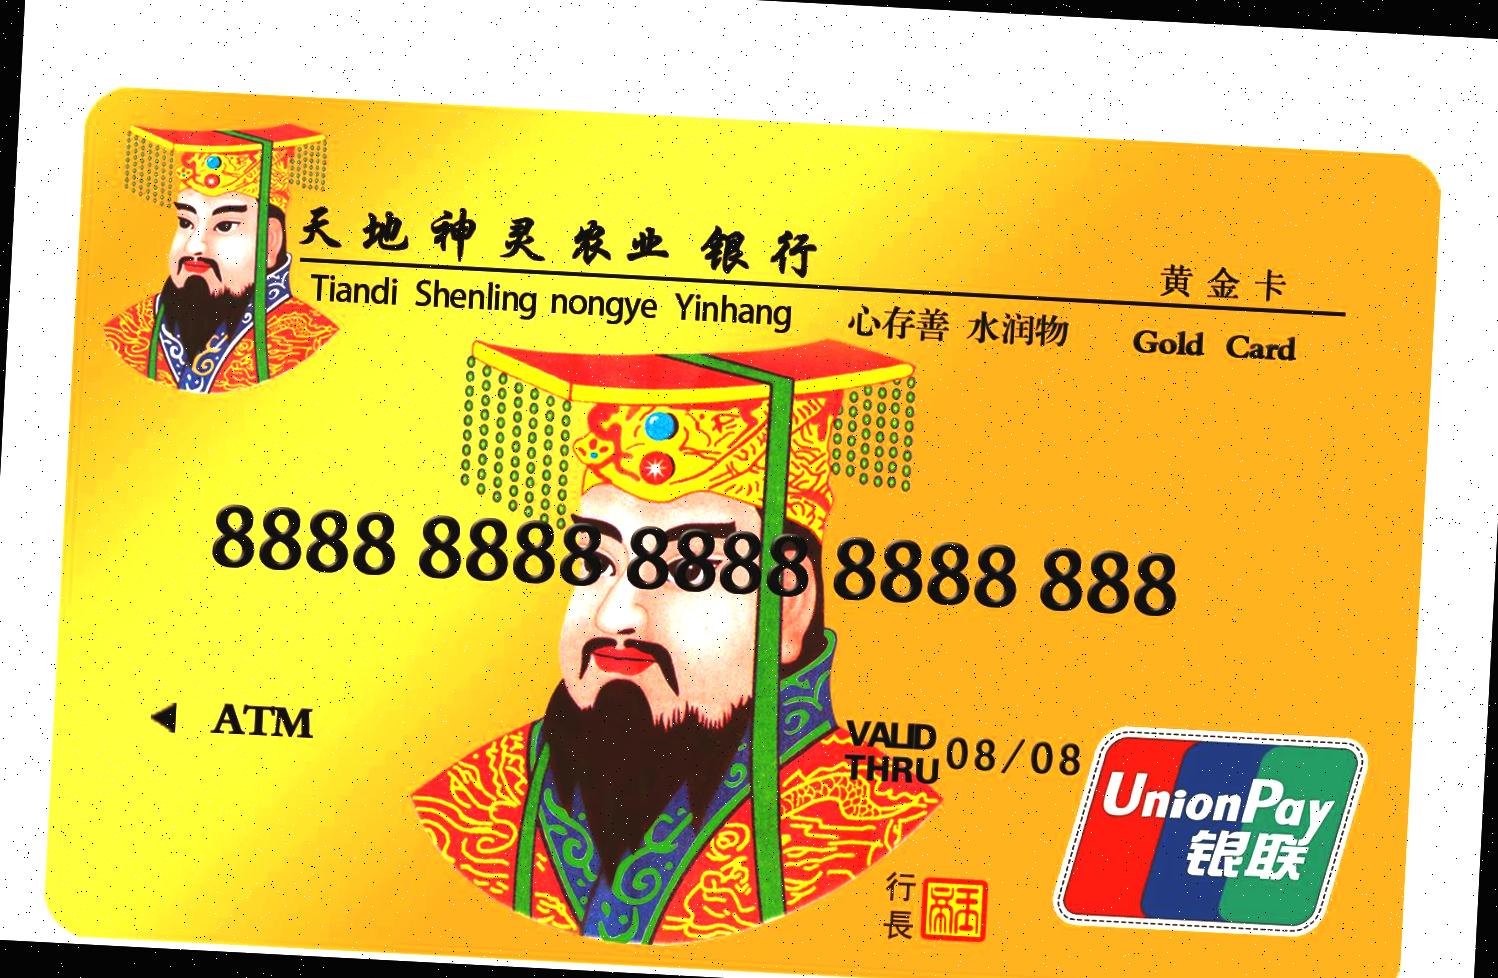 天地神灵农业银行
Tiandi Shenling nongye Yinhang
心存善 水润物
黄金卡
Gold Card
8888 8888 8888 8888 888
ATM
VALID THRU 08/08
行長
UnionPay
银联